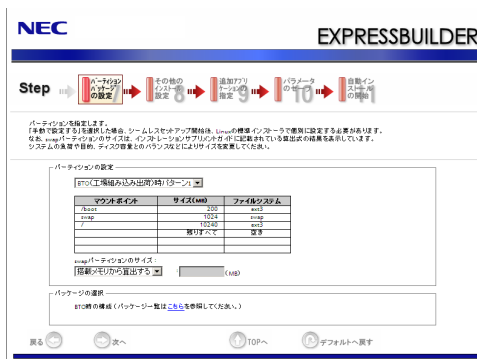 NEC
EXPRESSBUILDER
Step
パーティション パッケージ の設定 7
その他の インストール 設定 8
追加アプリ ケーションの 指定 9
パラメータ のセーブ 10
自動イン ストール の開始 11
パーティションを指定します。
「手動で設定する」を選択した場合、シームレスセットアップ開始後、Linuxの標準インストーラで個別に設定する必要があります。
なお、swapパーティションのサイズは、インストレーションサプリメントガイドに記載されている算出式の結果を表示しています。
システムの負荷や目的、ディスク容量とのバランスなどによりサイズを変更してください。
パーティションの設定
BTO(工場組み込み出荷)時パターン1
マウントポイント サイズ(MB) ファイルシステム
/boot 200 ext3
swap 1024 swap
/ 10240 ext3
残りすべて 空き
swapパーティションのサイズ:
搭載メモリから算出する : (MB)
パッケージの選択
BTO時の構成(パッケージ一覧はこちらを参照してください。)
戻る 次へ TOPへ デフォルトへ戻す